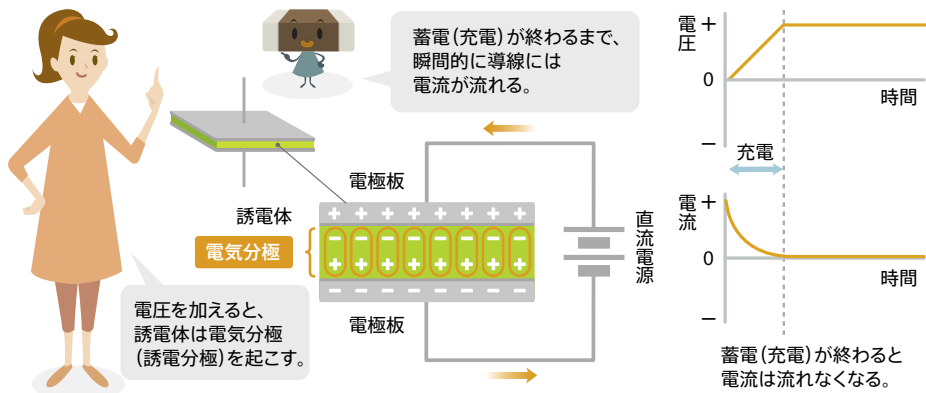 蓄電(充電)が終わるまで、
瞬間的に導線には
電流が流れる。
電極板
誘電体
電気分極
+ + + + + + + +
− − − − − − − −
+ + + + + + + +
− − − − − − − −
電極板
直流電源
電圧を加えると、
誘電体は電気分極
(誘電分極)を起こす。
電圧
+
0
−
時間
充電
電流
+
0
−
時間
蓄電(充電)が終わると
電流は流れなくなる。